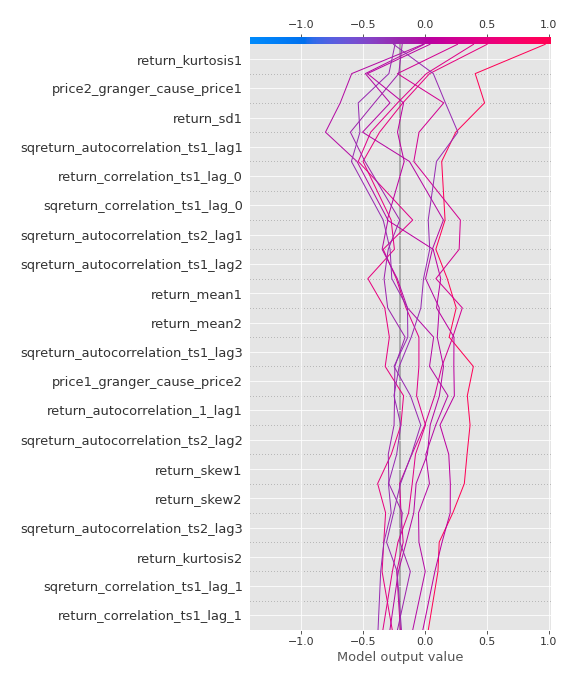 −1.0 −0.5 0.0 0.5 1.0
return_kurtosis1
price2_granger_cause_price1
return_sd1
sqreturn_autocorrelation_ts1_lag1
return_correlation_ts1_lag_0
sqreturn_correlation_ts1_lag_0
sqreturn_autocorrelation_ts2_lag1
sqreturn_autocorrelation_ts1_lag2
return_mean1
return_mean2
sqreturn_autocorrelation_ts1_lag3
price1_granger_cause_price2
return_autocorrelation_1_lag1
sqreturn_autocorrelation_ts2_lag2
return_skew1
return_skew2
sqreturn_autocorrelation_ts2_lag3
return_kurtosis2
sqreturn_correlation_ts1_lag_1
return_correlation_ts1_lag_1
−1.0 −0.5 0.0 0.5 1.0
Model output value